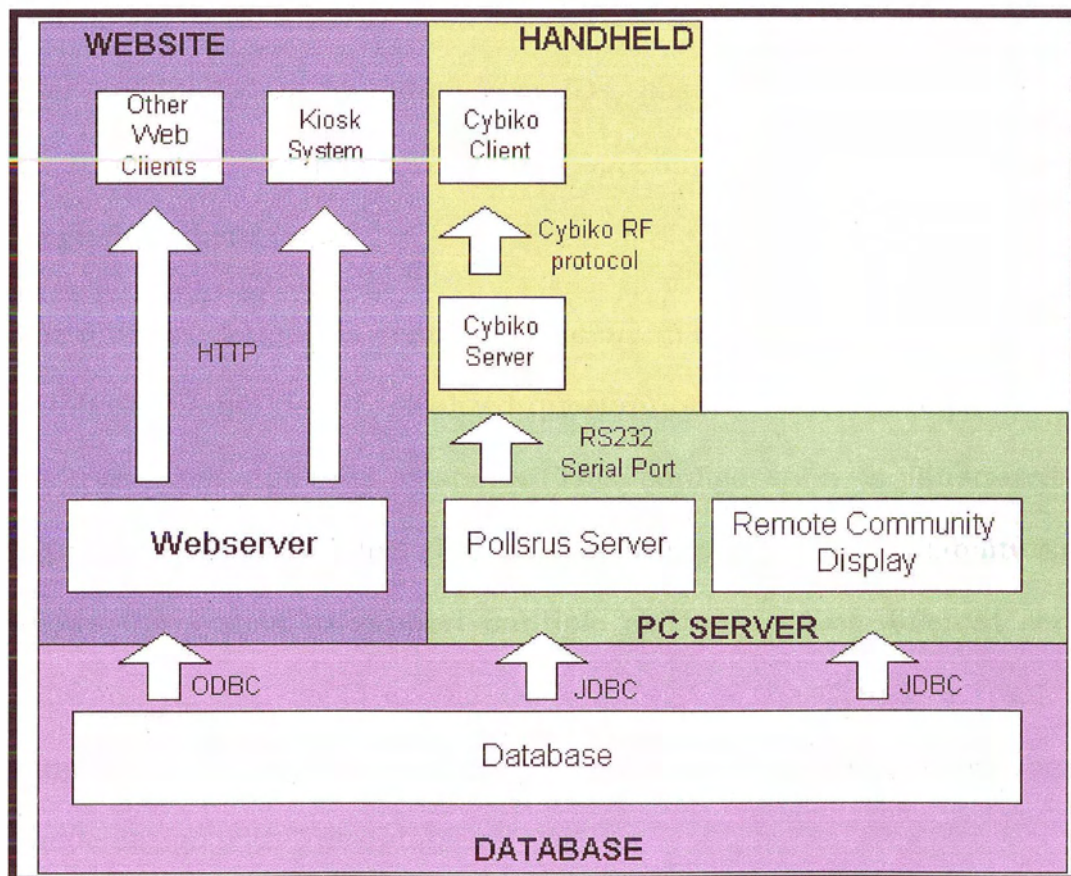 WEBSITE
HANDHELD
Other
Web
Clients
Kiosk
System
Cybiko
Client
Cybiko RF
protocol
HTTP
Cybiko
Server
RS232
Serial Port
Webserver
Pollsrus Server
Remote Community
Display
PC SERVER
ODBC
JDBC
JDBC
Database
DATABASE